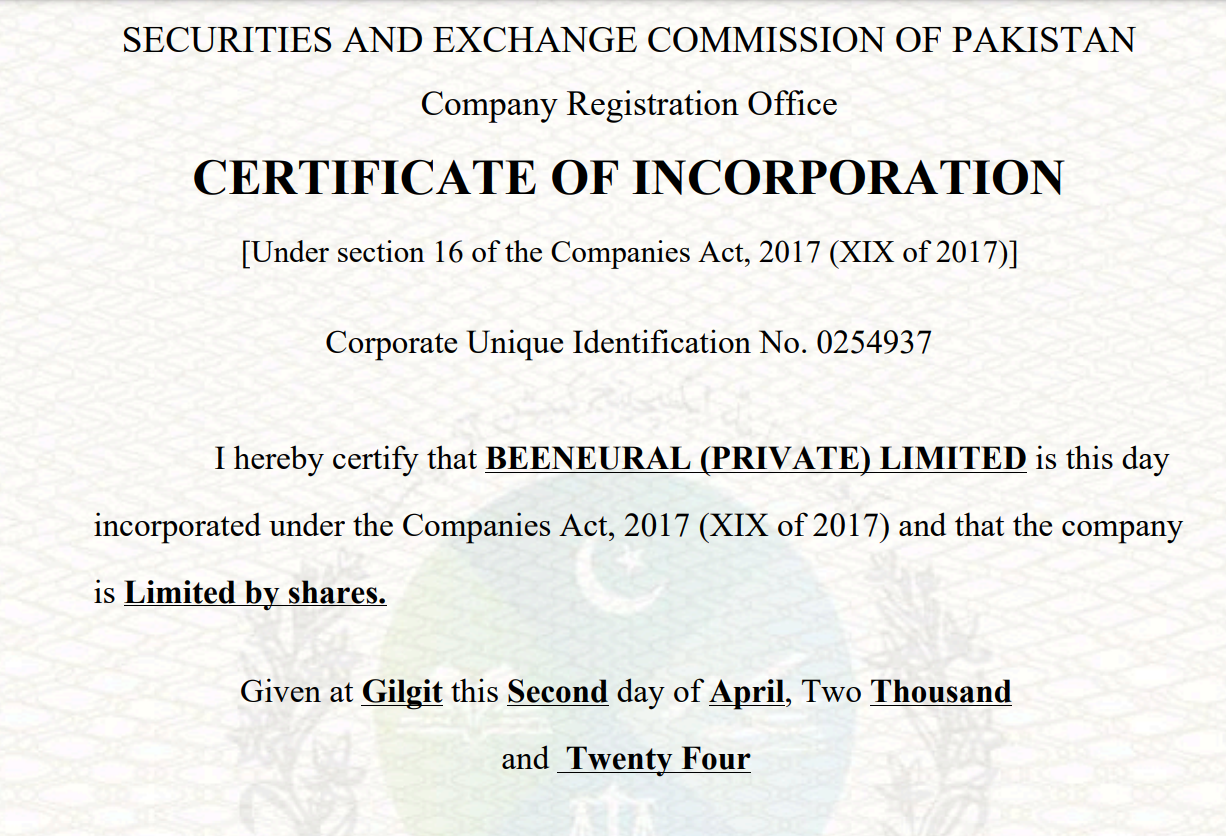 SECURITIES AND EXCHANGE COMMISSION OF PAKISTAN
Company Registration Office
CERTIFICATE OF INCORPORATION
[Under section 16 of the Companies Act, 2017 (XIX of 2017)]
Corporate Unique Identification No. 0254937
I hereby certify that BEENEURAL (PRIVATE) LIMITED is this day
incorporated under the Companies Act, 2017 (XIX of 2017) and that the company
is Limited by shares.
Given at Gilgit this Second day of April, Two Thousand
and Twenty Four